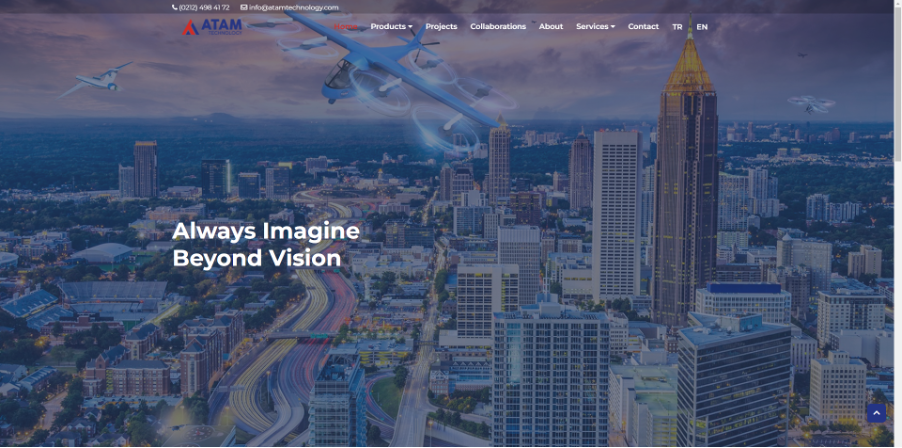 (0212) 498 41 72 info@atamtechnology.com
ATAM
TECHNOLOGY
Home Products Projects Collaborations About Services Contact TR EN
Always Imagine
Beyond Vision